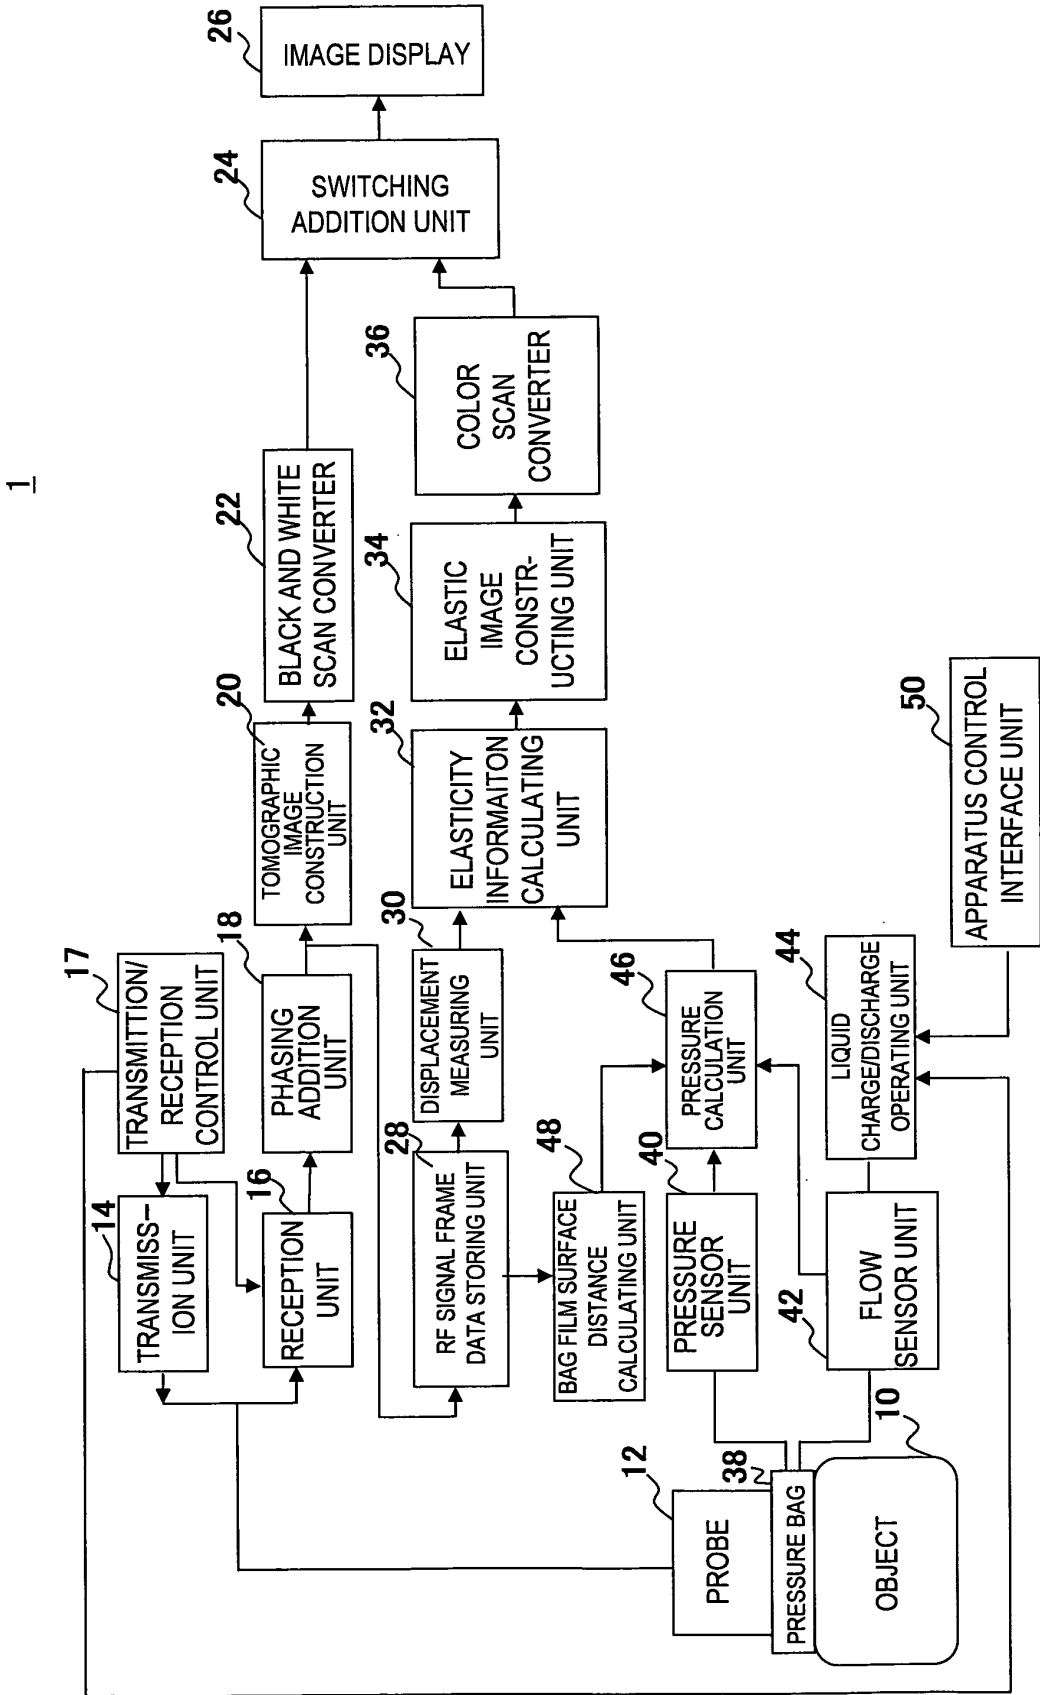 1
17
TRANSMITTION/
RECEPTION
CONTROL UNIT
14
TRANSMISS-
ION UNIT
16
RECEPTION
UNIT
18
PHASING
ADDITION
UNIT
20
TOMOGRAPHIC
IMAGE
CONSTRUCTION
UNIT
22
BLACK AND WHITE
SCAN CONVERTER
24
SWITCHING
ADDITION UNIT
26
IMAGE DISPLAY
28
RF SIGNAL FRAME
DATA STORING UNIT
30
DISPLACEMENT
MEASURING
UNIT
32
ELASTICITY
INFORMAITON
CALCULATING
UNIT
34
ELASTIC
IMAGE
CONSTR-
UCTING UNIT
36
COLOR
SCAN
CONVERTER
48
BAG FILM SURFACE
DISTANCE
CALCULATING UNIT
12
PROBE
38
PRESSURE BAG
10
OBJECT
40
PRESSURE
SENSOR
UNIT
46
PRESSURE
CALCULATION
UNIT
42
FLOW
SENSOR UNIT
44
LIQUID
CHARGE/DISCHARGE
OPERATING UNIT
50
APPARATUS CONTROL
INTERFACE UNIT